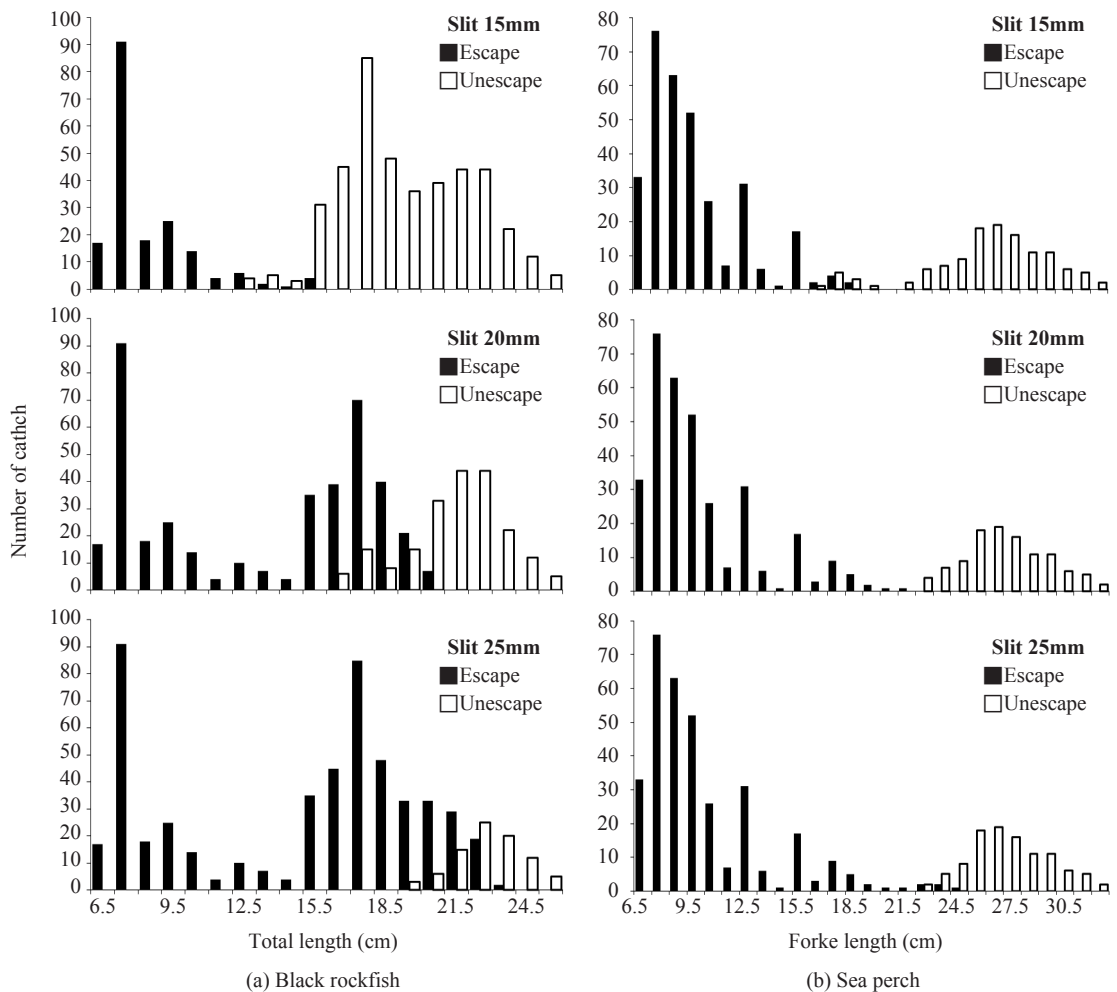 100
90
80
70
60
50
40
30
20
10
0
Slit 15mm
Escape
Unescape
80
70
60
50
40
30
20
10
0
Slit 15mm
Escape
Unescape
Number of cathch
100
90
80
70
60
50
40
30
20
10
0
Slit 20mm
Escape
Unescape
80
70
60
50
40
30
20
10
0
Slit 20mm
Escape
Unescape
100
90
80
70
60
50
40
30
20
10
0
Slit 25mm
Escape
Unescape
6.5 9.5 12.5 15.5 18.5 21.5 24.5
Total length (cm)
(a) Black rockfish
80
70
60
50
40
30
20
10
0
Slit 25mm
Escape
Unescape
6.5 9.5 12.5 15.5 18.5 21.5 24.5 27.5 30.5
Forke length (cm)
(b) Sea perch